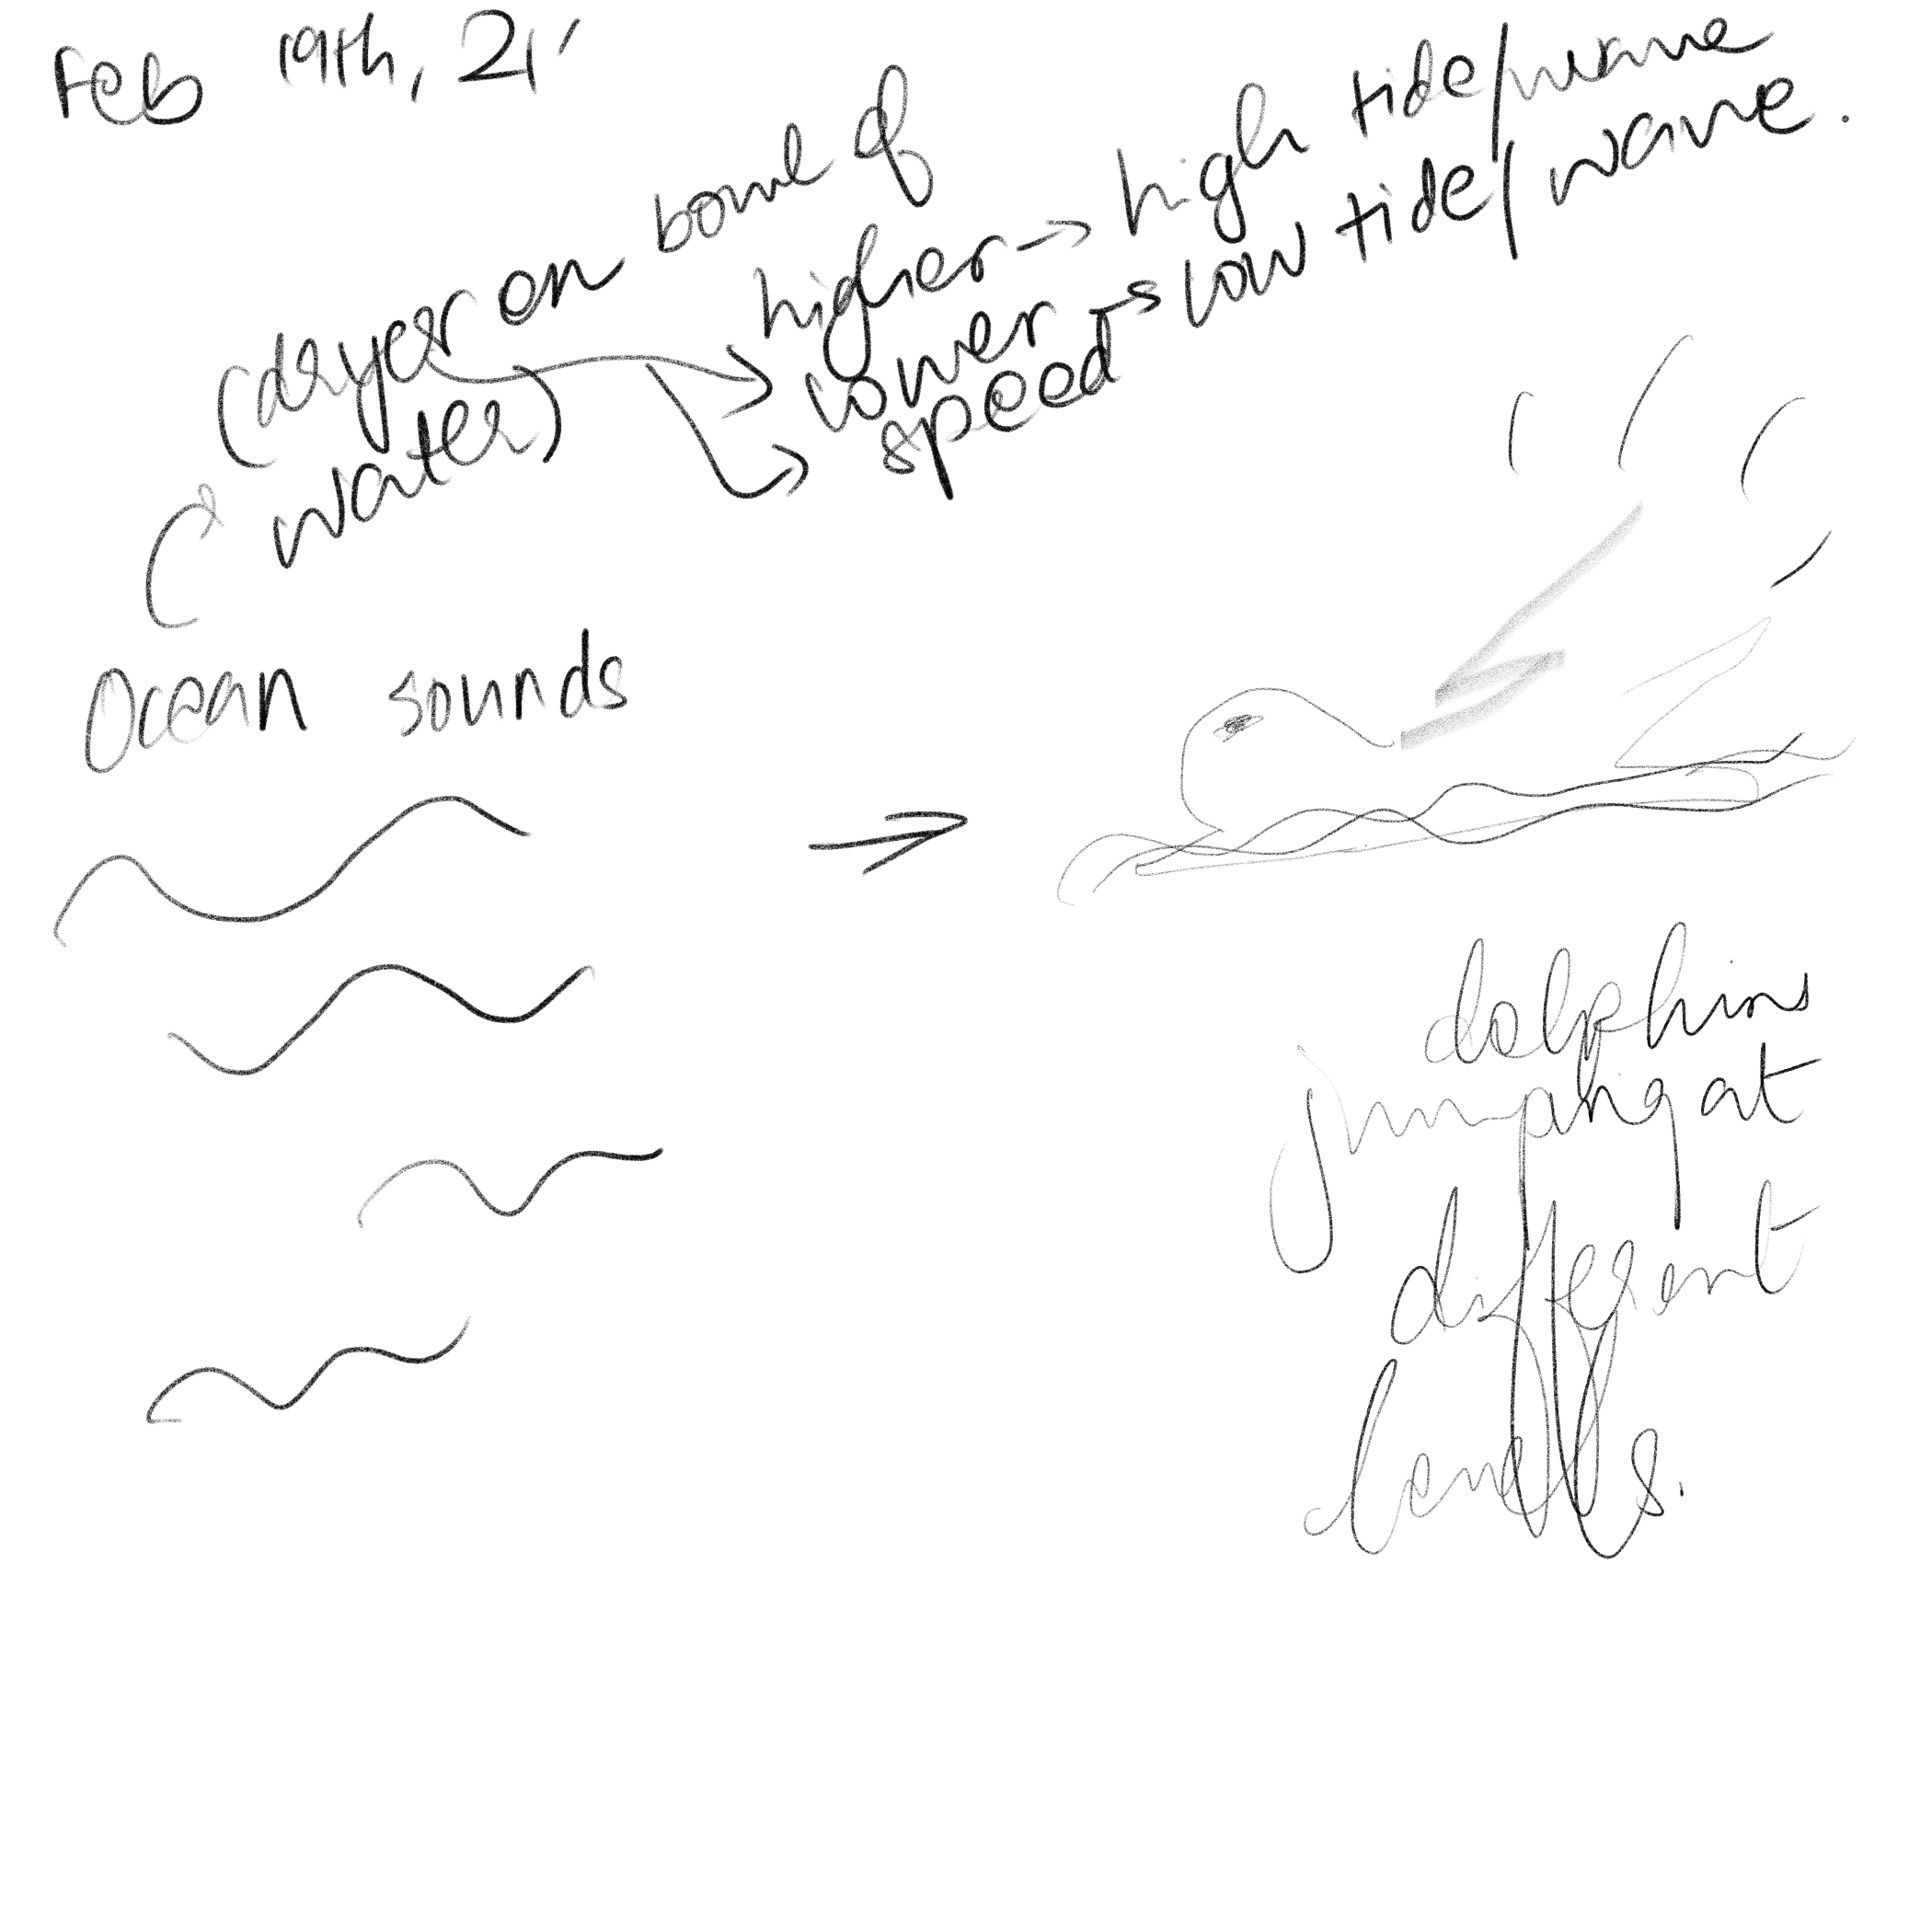 Feb 19th, 21'
(dryer on bowl of
water)
higher → high tide/wave
lower → low tide/wave.
speed
Ocean sounds
dolphins
jumping at
different
levels.